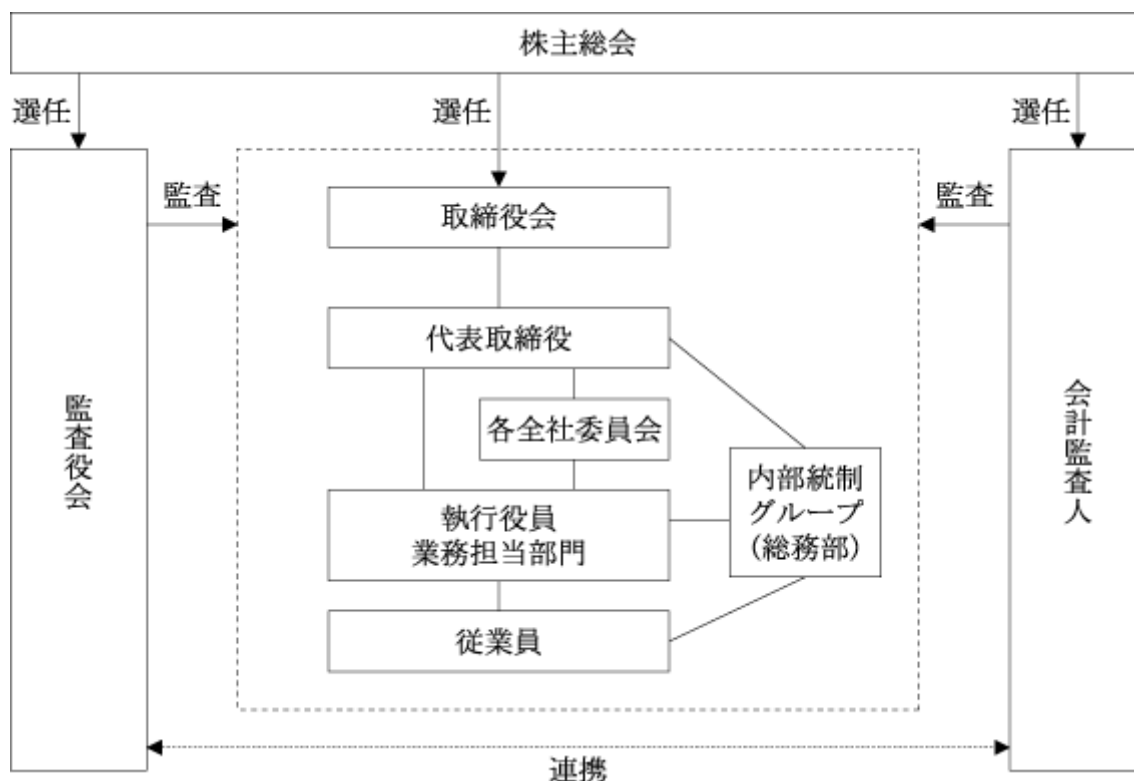 株主総会
選任
選任
選任
監査
監査
取締役会
代表取締役
各全社委員会
内部統制
グループ
(総務部)
執行役員
業務担当部門
従業員
監査役会
会計監査人
連携